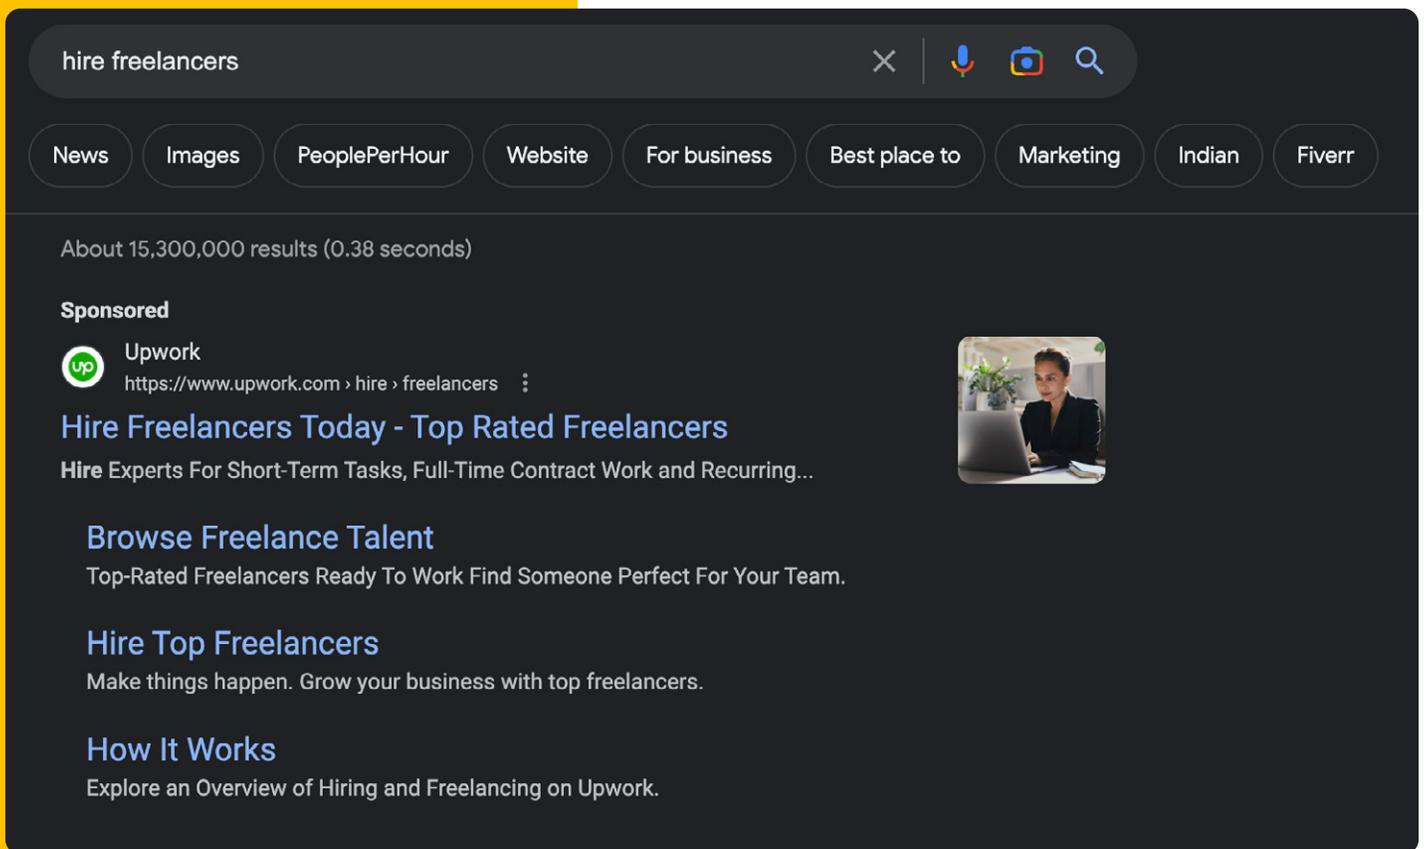 hire freelancers
News Images PeoplePerHour Website For business Best place to Marketing Indian Fiverr
About 15,300,000 results (0.38 seconds)
Sponsored
up
Upwork
https://www.upwork.com › hire › freelancers
Hire Freelancers Today - Top Rated Freelancers
Hire Experts For Short-Term Tasks, Full-Time Contract Work and Recurring...
Browse Freelance Talent
Top-Rated Freelancers Ready To Work Find Someone Perfect For Your Team.
Hire Top Freelancers
Make things happen. Grow your business with top freelancers.
How It Works
Explore an Overview of Hiring and Freelancing on Upwork.